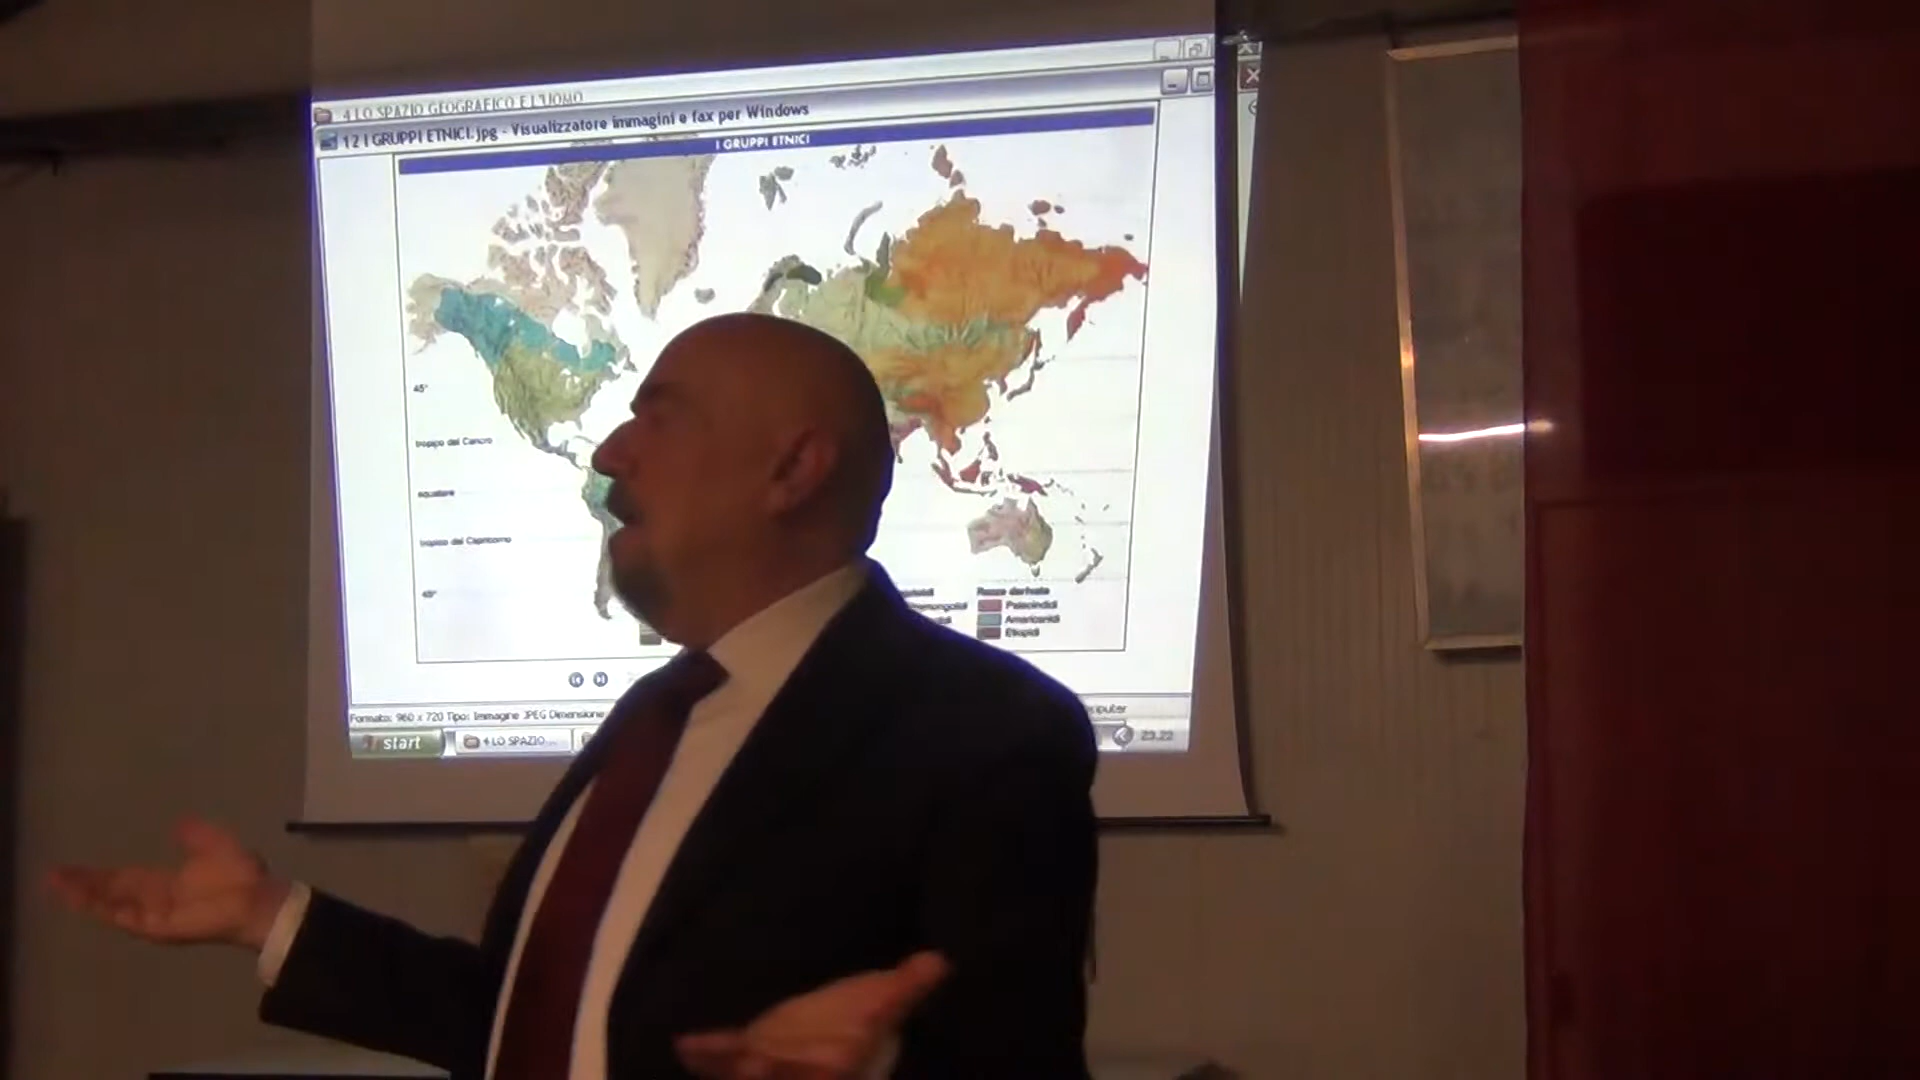 4 LO SPAZIO GEOGRAFICO E L'UOMO
12 I GRUPPI ETNICI.jpg - Visualizzatore immagini e fax per Windows
I GRUPPI ETNICI
45°
tropico del Cancro
equatore
tropico del Capricorno
45°
Razze derivate
Paleoindidi
Americanidi
Etiopidi
Formato: 960 x 720 Tipo: Immagine JPEG Dimensione
start
4 LO SPAZIO...
23.22